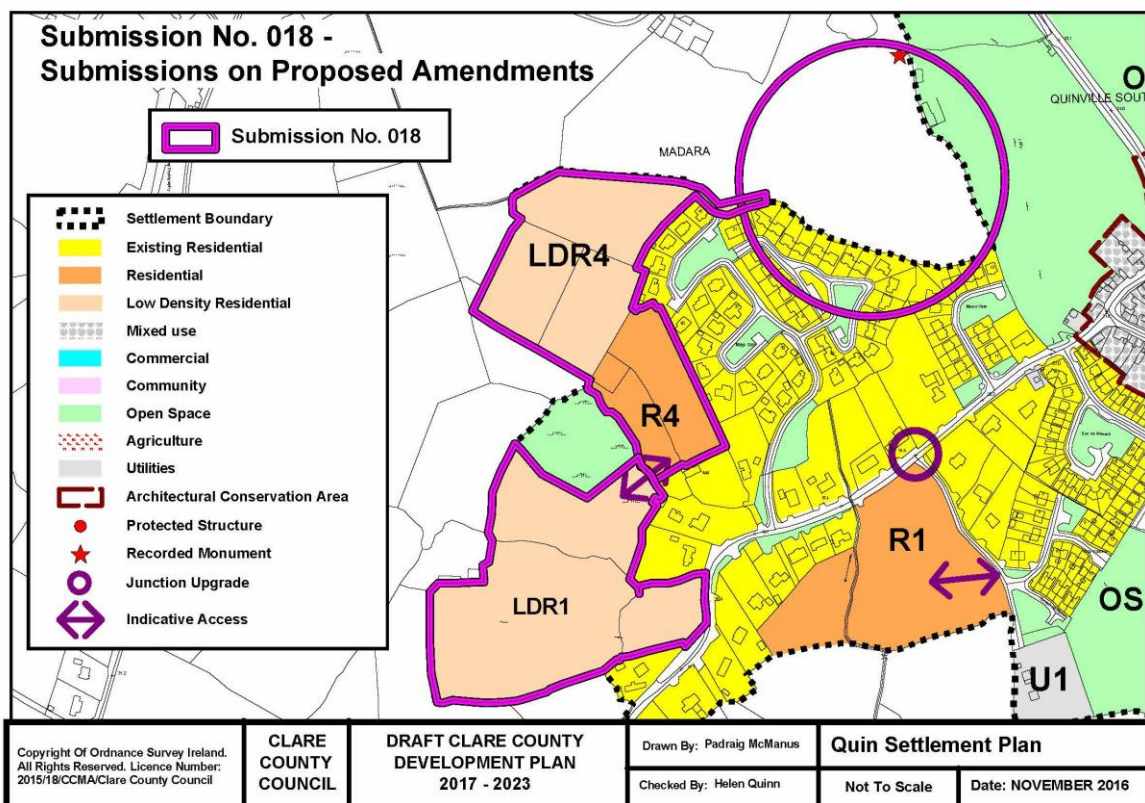 Submission No. 018 -
Submissions on Proposed Amendments
Submission No. 018
MADARA
QUINVILLE SOUT
O
Settlement Boundary
Existing Residential
Residential
Low Density Residential
Mixed use
Commercial
Community
Open Space
Agriculture
Utilities
Architectural Conservation Area
Protected Structure
Recorded Monument
Junction Upgrade
Indicative Access
LDR4
R4
LDR1
R1
OS
U1
Copyright Of Ordnance Survey Ireland.
All Rights Reserved. Licence Number:
2015/18/CCMA/Clare County Council
CLARE
COUNTY
COUNCIL
DRAFT CLARE COUNTY
DEVELOPMENT PLAN
2017 - 2023
Drawn By: Padraig McManus
Checked By: Helen Quinn
Quin Settlement Plan
Not To Scale
Date: NOVEMBER 2016